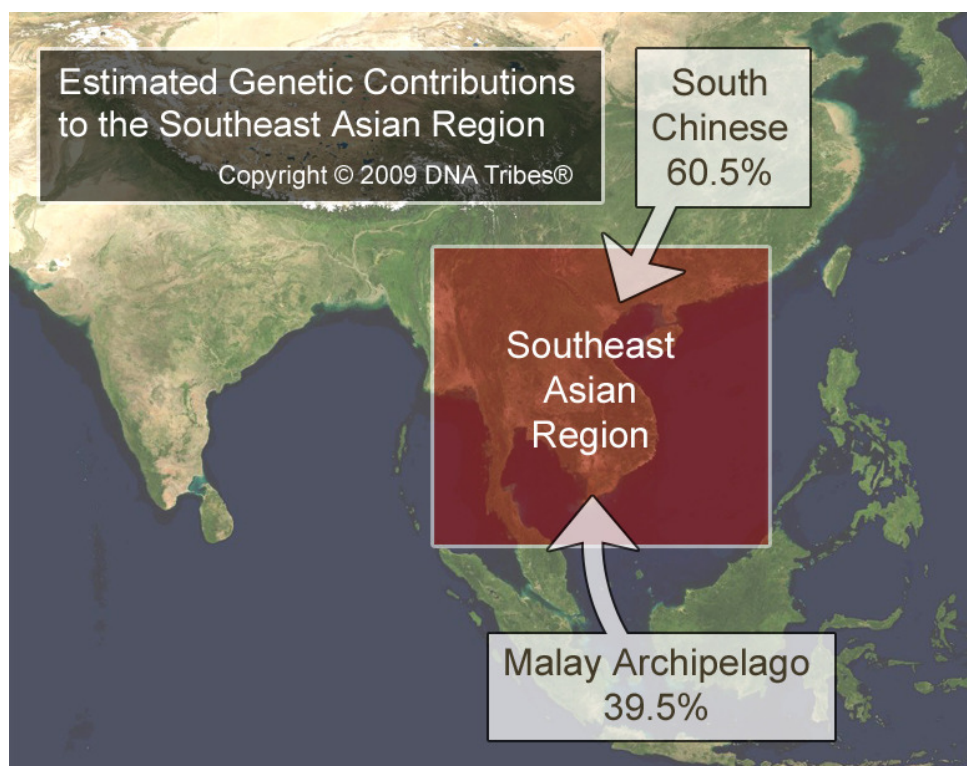 Estimated Genetic Contributions
to the Southeast Asian Region
Copyright © 2009 DNA Tribes®
South
Chinese
60.5%
Southeast
Asian
Region
Malay Archipelago
39.5%